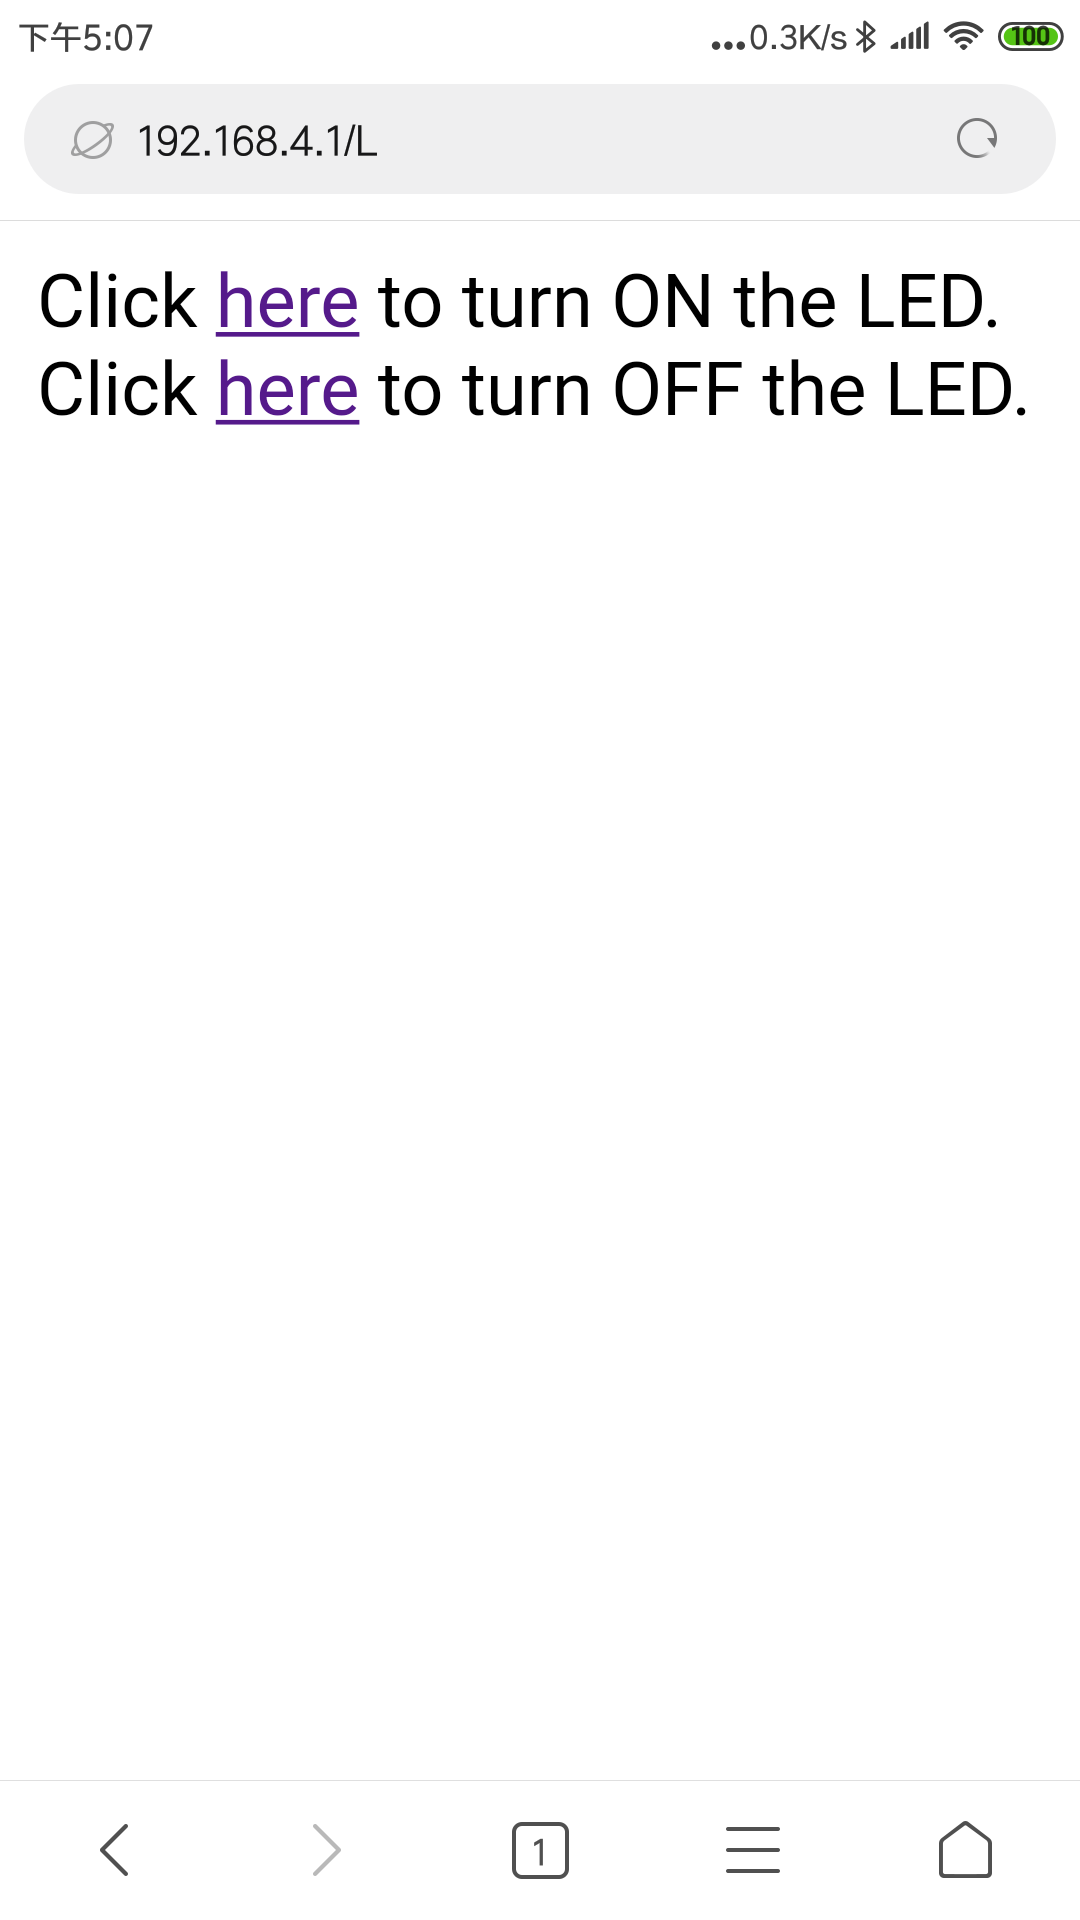 下午5:07
...0.3K/s
100
192.168.4.1/L
Click here to turn ON the LED.
Click here to turn OFF the LED.
1